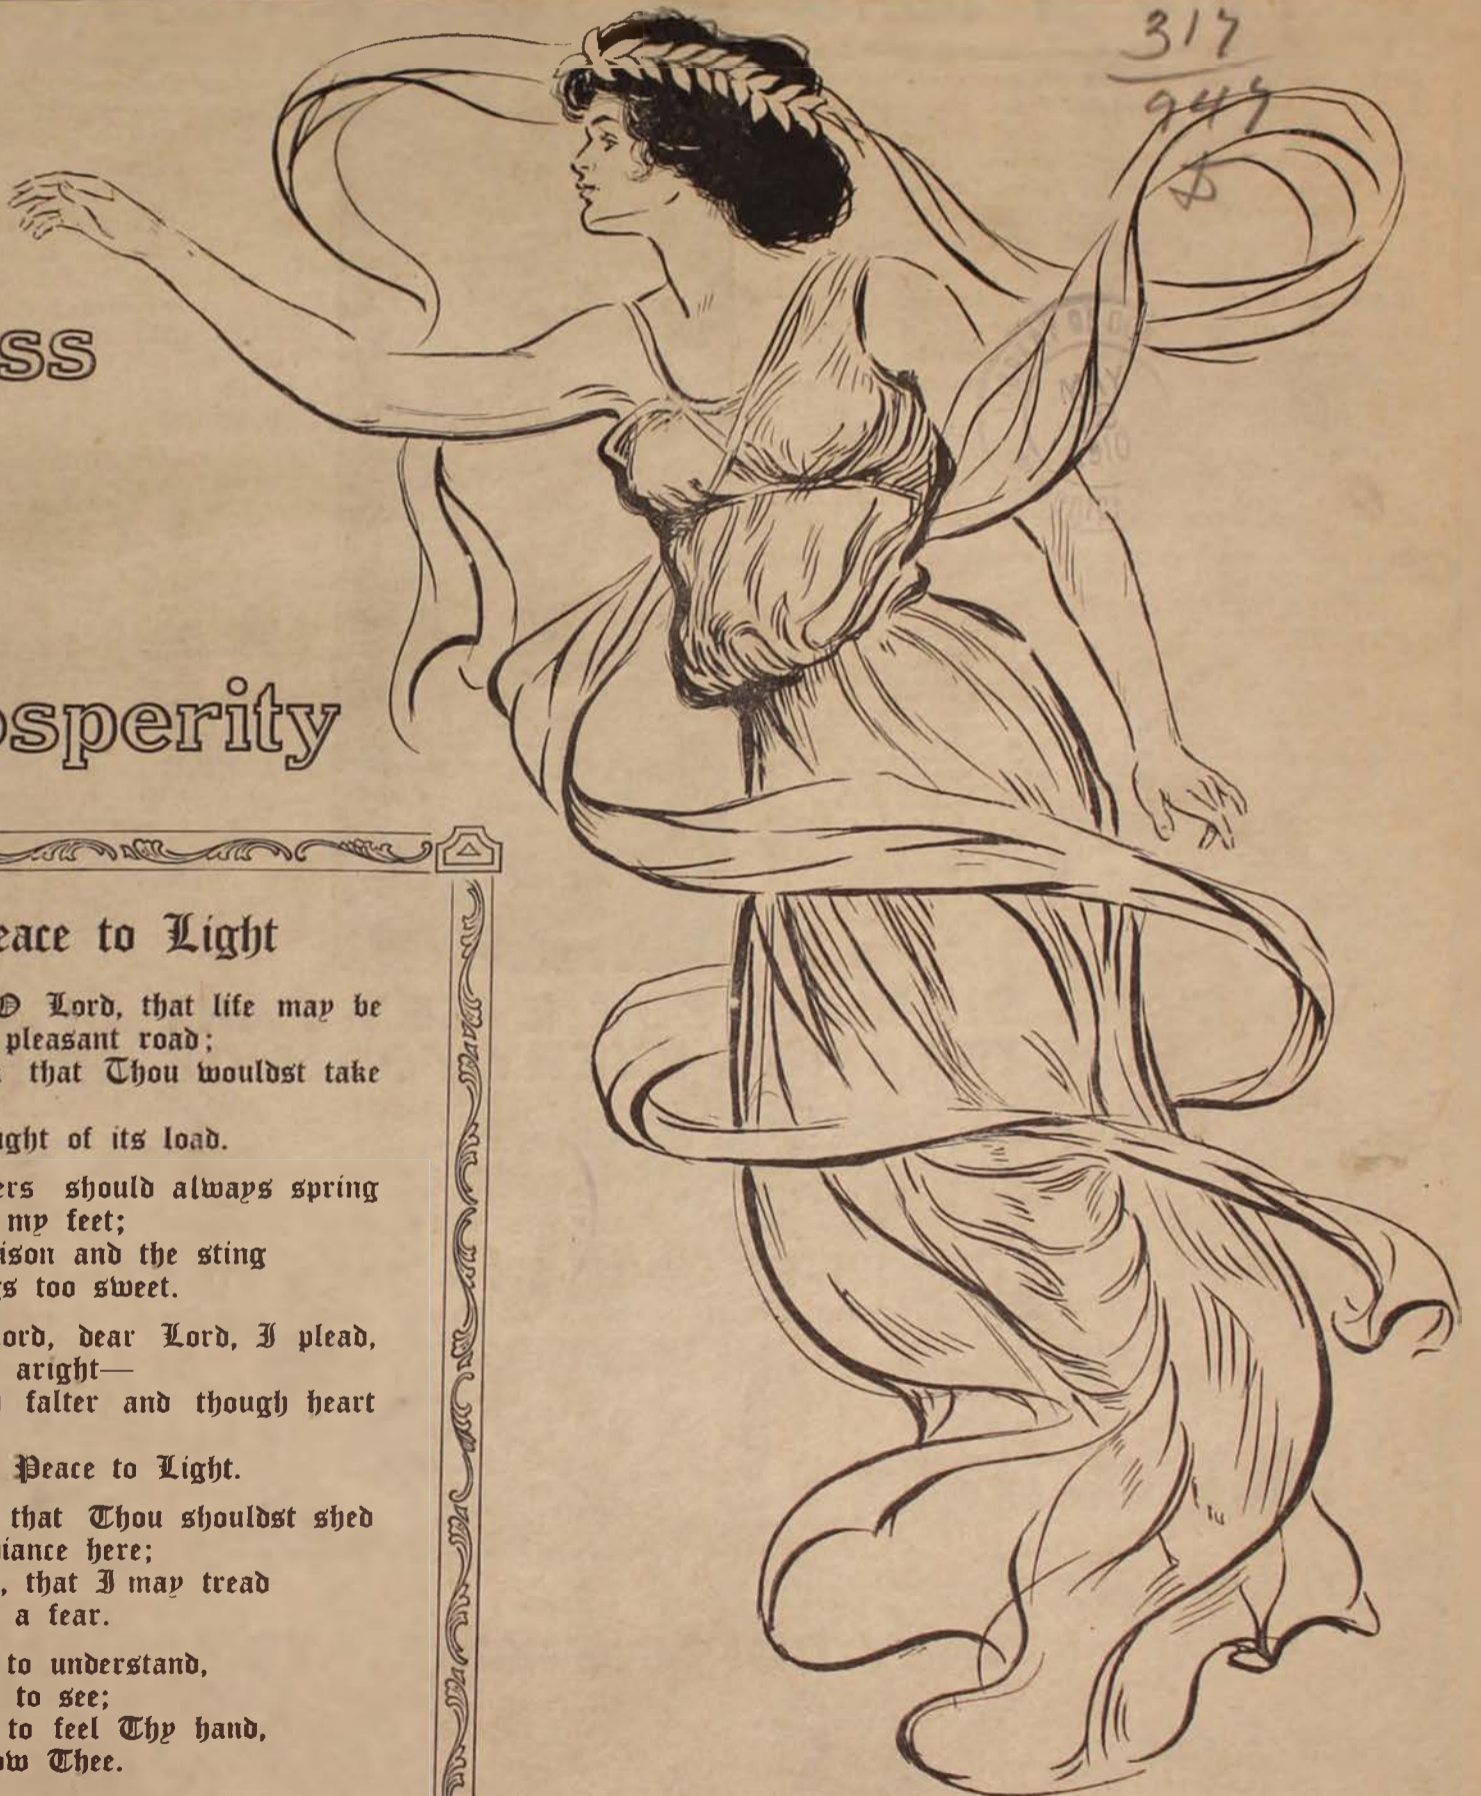 317
947
ss
osperity
eace to Light
O Lord, that life may be
pleasant road;
that Thou wouldst take
ught of its load.
ers should always spring
my feet;
ison and the sting
gs too sweet.
ord, dear Lord, I plead,
aright—
falter and though heart
Peace to Light.
that Thou shouldst shed
iance here;
, that I may tread
a fear.
to understand,
to see;
to feel Thy hand,
ow Thee.